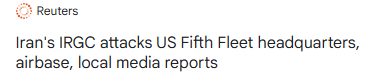 Reuters
Iran's IRGC attacks US Fifth Fleet headquarters,
airbase, local media reports